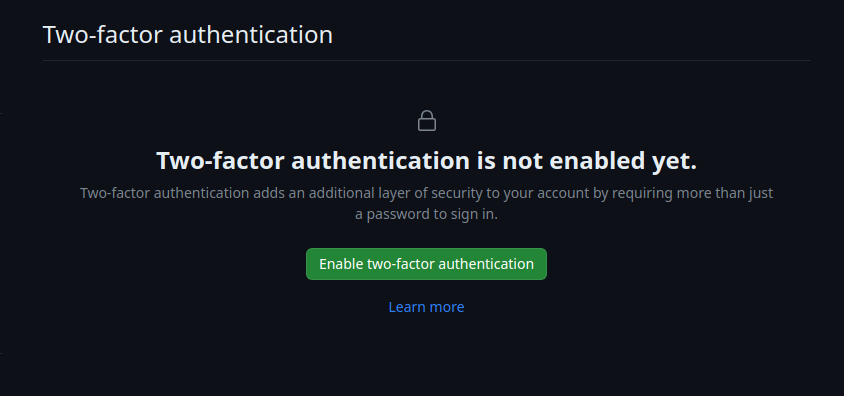 Two-factor authentication
Two-factor authentication is not enabled yet.
Two-factor authentication adds an additional layer of security to your account by requiring more than just
a password to sign in.
Enable two-factor authentication
Learn more